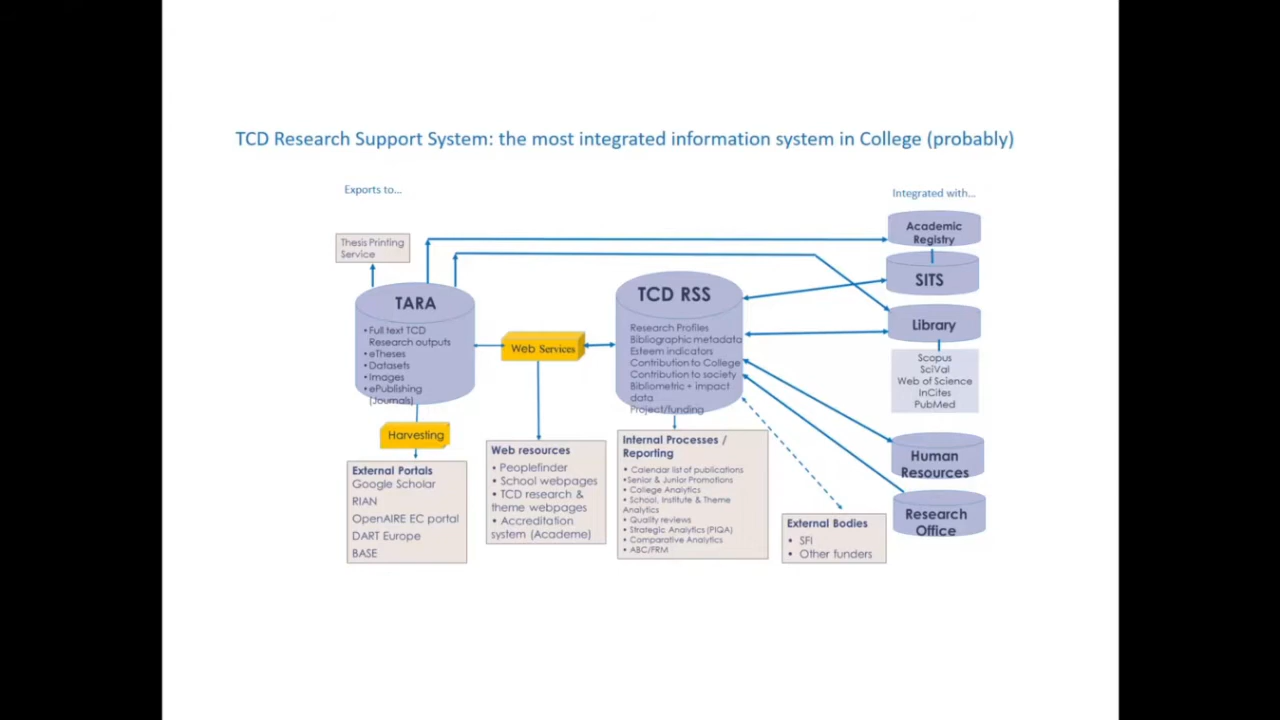 TCD Research Support System: the most integrated information system in College (probably)
Exports to...
Integrated with...
Thesis Printing
Service
TARA
• Full text TCD
Research outputs
• eTheses
• Datasets
• Images
• ePublishing
(Journals)
Harvesting
External Portals
Google Scholar
RIAN
OpenAIRE EC portal
DART Europe
BASE
Web Services
Web resources
• Peoplefinder
• School webpages
• TCD research &
theme webpages
• Accreditation
system (Academe)
TCD RSS
Research Profiles
Bibliographic metadata
Esteem indicators
Contribution to College
Contribution to society
Bibliometric + impact
data
Project/funding
Internal Processes /
Reporting
• Calendar list of publications
• Senior & Junior Promotions
• College Analytics
• School, Institute & Theme
Analytics
• Quality reviews
• Strategic Analytics (PIQA)
• Comparative Analytics
• ABC/FRM
External Bodies
• SFI
• Other funders
Academic
Registry
SITS
Library
Scopus
SciVal
Web of Science
InCites
PubMed
Human
Resources
Research
Office